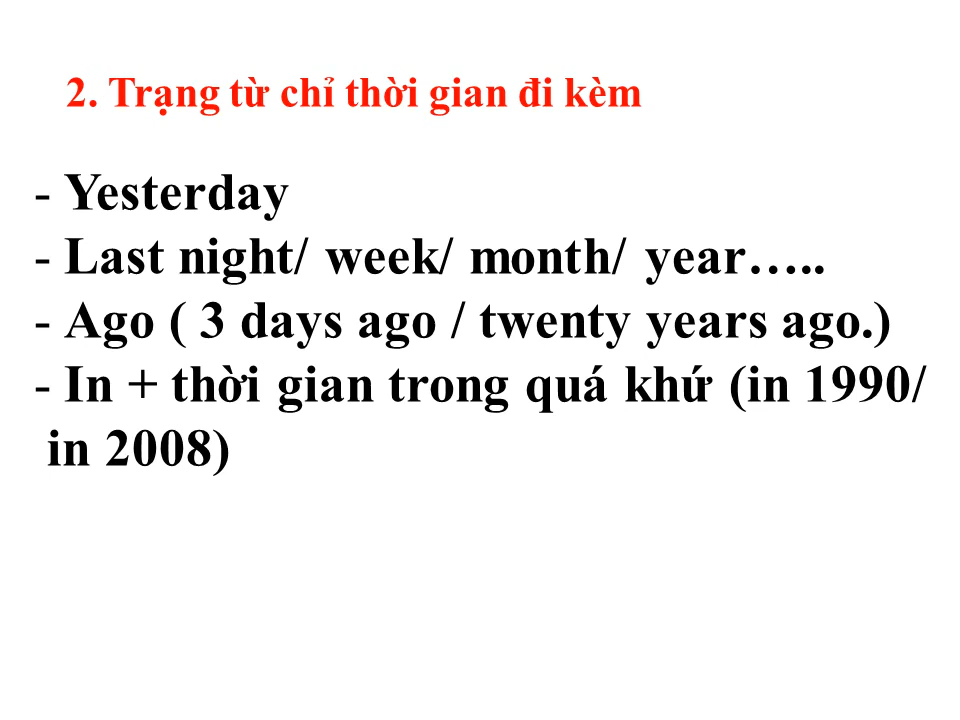 2. Trạng từ chỉ thời gian đi kèm
- Yesterday
- Last night/ week/ month/ year…..
- Ago ( 3 days ago / twenty years ago.)
- In + thời gian trong quá khứ (in 1990/
in 2008)